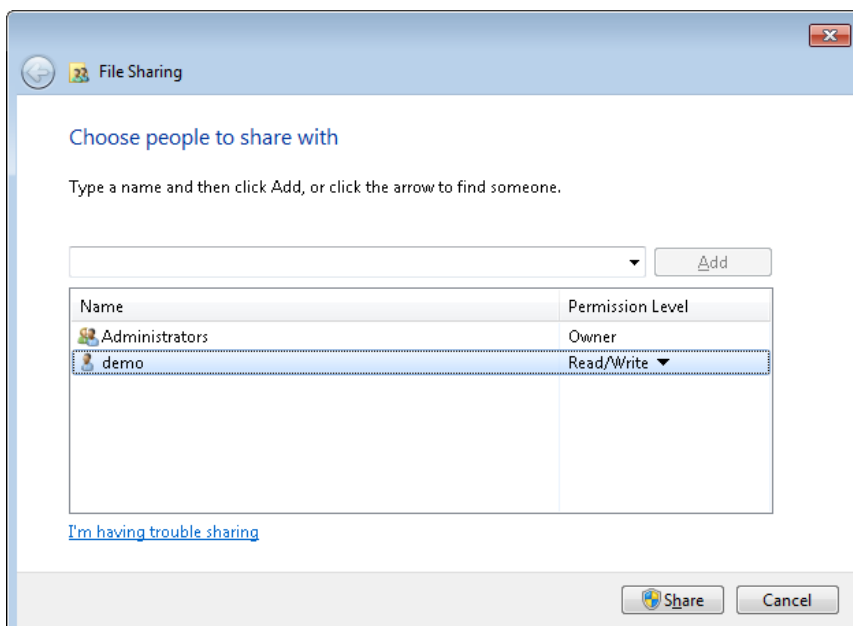 File Sharing
Choose people to share with
Type a name and then click Add, or click the arrow to find someone.
Add
Name Permission Level
Administrators Owner
demo Read/Write
I'm having trouble sharing
Share Cancel